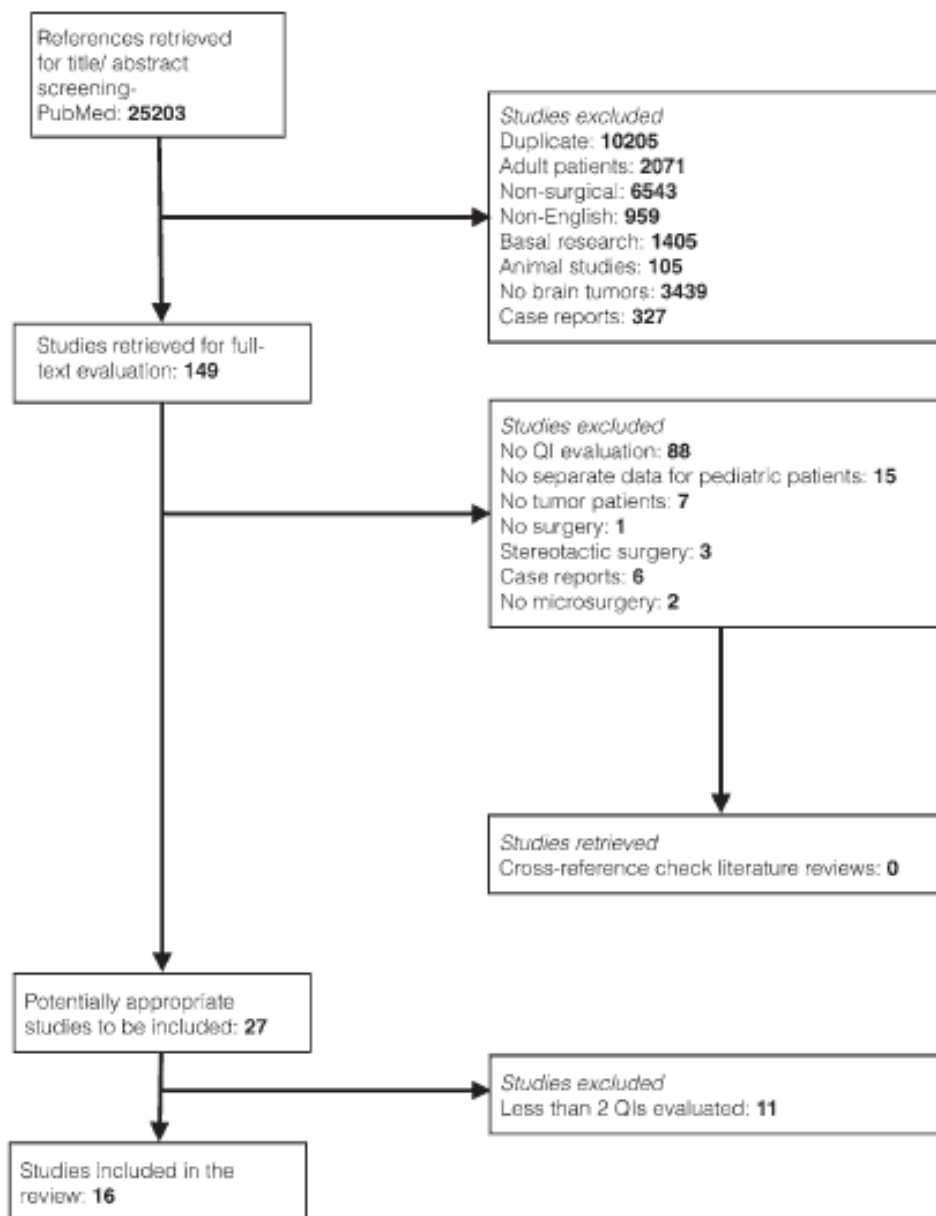 References retrieved
for title/ abstract
screening-
PubMed: 25203
Studies excluded
Duplicate: 10205
Adult patients: 2071
Non-surgical: 6543
Non-English: 959
Basal research: 1405
Animal studies: 105
No brain tumors: 3439
Case reports: 327
Studies retrieved for full-
text evaluation: 149
Studies excluded
No QI evaluation: 88
No separate data for pediatric patients: 15
No tumor patients: 7
No surgery: 1
Stereotactic surgery: 3
Case reports: 6
No microsurgery: 2
Studies retrieved
Cross-reference check literature reviews: 0
Potentially appropriate
studies to be included: 27
Studies excluded
Less than 2 QIs evaluated: 11
Studies included in the
review: 16